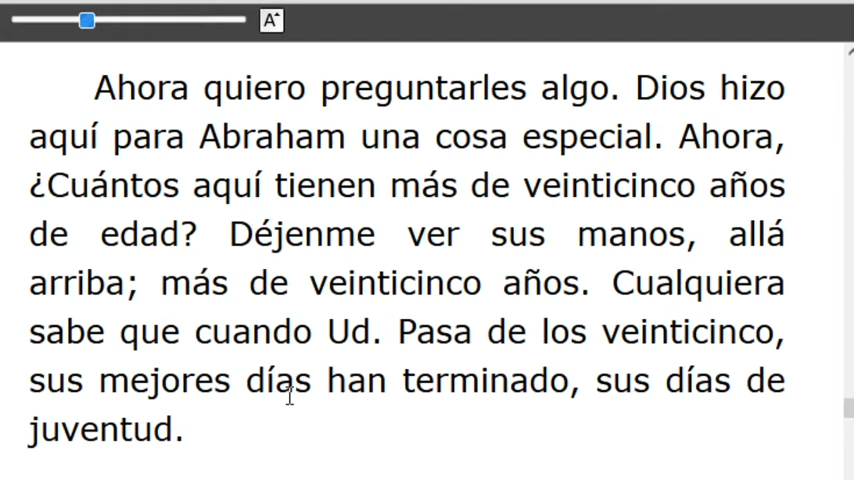 A
Ahora quiero preguntarles algo. Dios hizo
aquí para Abraham una cosa especial. Ahora,
¿Cuántos aquí tienen más de veinticinco años
de edad? Déjenme ver sus manos, allá
arriba; más de veinticinco años. Cualquiera
sabe que cuando Ud. Pasa de los veinticinco,
sus mejores días han terminado, sus días de
juventud.